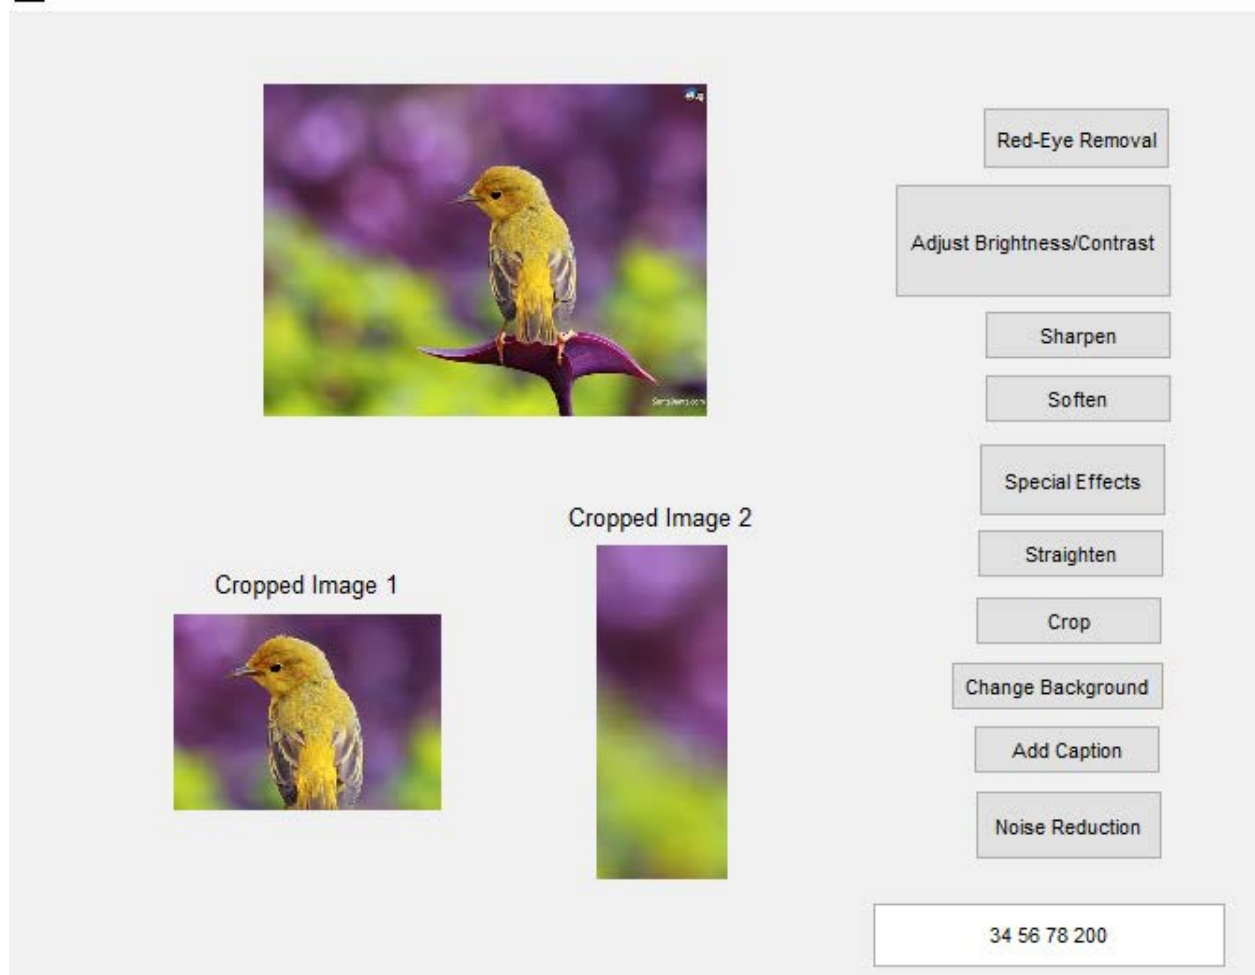 Red-Eye Removal
Adjust Brightness/Contrast
Sharpen
Soften
Special Effects
Cropped Image 2
Straighten
Cropped Image 1
Crop
Change Background
Add Caption
Noise Reduction
34 56 78 200